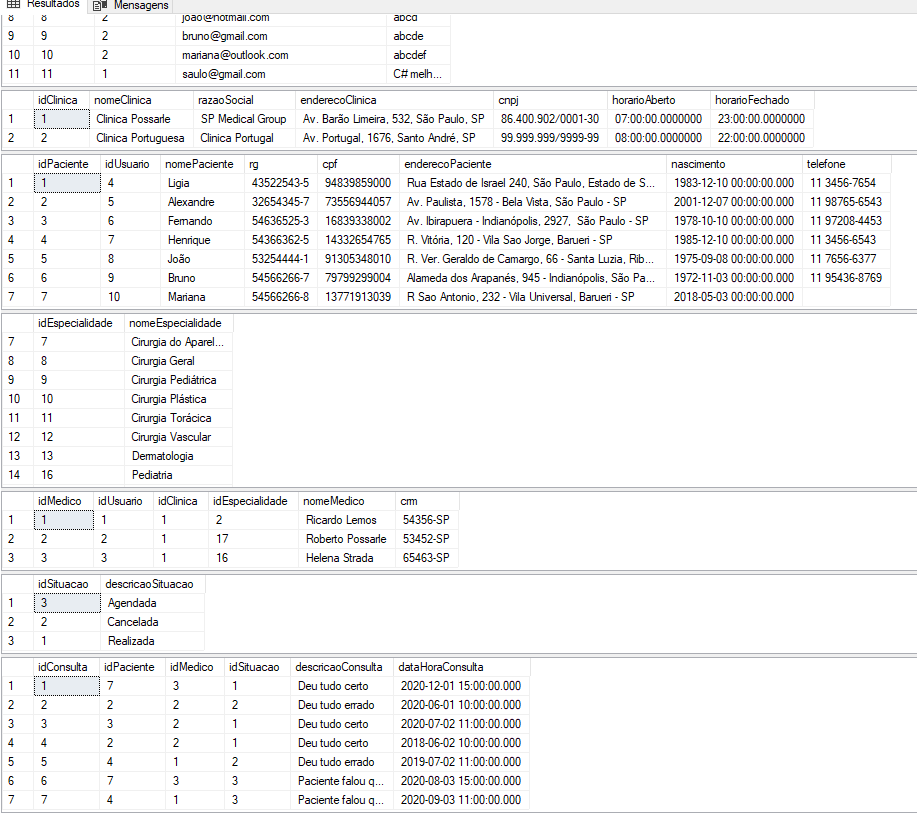 Resultados Mensagens
8 8 2 joao@hotmail.com abcd
9 9 2 bruno@gmail.com abcde
10 10 2 mariana@outlook.com abcdef
11 11 1 saulo@gmail.com C# melh...
idClinica nomeClinica razaoSocial enderecoClinica cnpj horarioAberto horarioFechado
1 1 Clinica Possarle SP Medical Group Av. Barão Limeira, 532, São Paulo, SP 86.400.902/0001-30 07:00:00.0000000 23:00:00.0000000
2 2 Clinica Portuguesa Clinica Portugal Av. Portugal, 1676, Santo André, SP 99.999.999/9999-99 08:00:00.0000000 22:00:00.0000000
idPaciente idUsuario nomePaciente rg cpf enderecoPaciente nascimento telefone
1 1 4 Ligia 43522543-5 94839859000 Rua Estado de Israel 240, São Paulo, Estado de S... 1983-12-10 00:00:00.000 11 3456-7654
2 2 5 Alexandre 32654345-7 73556944057 Av. Paulista, 1578 - Bela Vista, São Paulo - SP 2001-12-07 00:00:00.000 11 98765-6543
3 3 6 Fernando 54636525-3 16839338002 Av. Ibirapuera - Indianópolis, 2927, São Paulo - SP 1978-10-10 00:00:00.000 11 97208-4453
4 4 7 Henrique 54366362-5 14332654765 R. Vitória, 120 - Vila Sao Jorge, Barueri - SP 1985-12-10 00:00:00.000 11 3456-6543
5 5 8 João 53254444-1 91305348010 R. Ver. Geraldo de Camargo, 66 - Santa Luzia, Rib... 1975-09-08 00:00:00.000 11 7656-6377
6 6 9 Bruno 54566266-7 79799299004 Alameda dos Arapanés, 945 - Indianópolis, São Pa... 1972-11-03 00:00:00.000 11 95436-8769
7 7 10 Mariana 54566266-8 13771913039 R Sao Antonio, 232 - Vila Universal, Barueri - SP 2018-05-03 00:00:00.000
idEspecialidade nomeEspecialidade
7 7 Cirurgia do Aparel...
8 8 Cirurgia Geral
9 9 Cirurgia Pediátrica
10 10 Cirurgia Plástica
11 11 Cirurgia Torácica
12 12 Cirurgia Vascular
13 13 Dermatologia
14 16 Pediatria
idMedico idUsuario idClinica idEspecialidade nomeMedico crm
1 1 1 1 2 Ricardo Lemos 54356-SP
2 2 2 1 17 Roberto Possarle 53452-SP
3 3 3 1 16 Helena Strada 65463-SP
idSituacao descricaoSituacao
1 3 Agendada
2 2 Cancelada
3 1 Realizada
idConsulta idPaciente idMedico idSituacao descricaoConsulta dataHoraConsulta
1 1 7 3 1 Deu tudo certo 2020-12-01 15:00:00.000
2 2 2 2 2 Deu tudo errado 2020-06-01 10:00:00.000
3 3 3 2 1 Deu tudo certo 2020-07-02 11:00:00.000
4 4 2 2 1 Deu tudo certo 2018-06-02 10:00:00.000
5 5 4 1 2 Deu tudo errado 2019-07-02 11:00:00.000
6 6 7 3 3 Paciente falou q... 2020-08-03 15:00:00.000
7 7 4 1 3 Paciente falou q... 2020-09-03 11:00:00.000